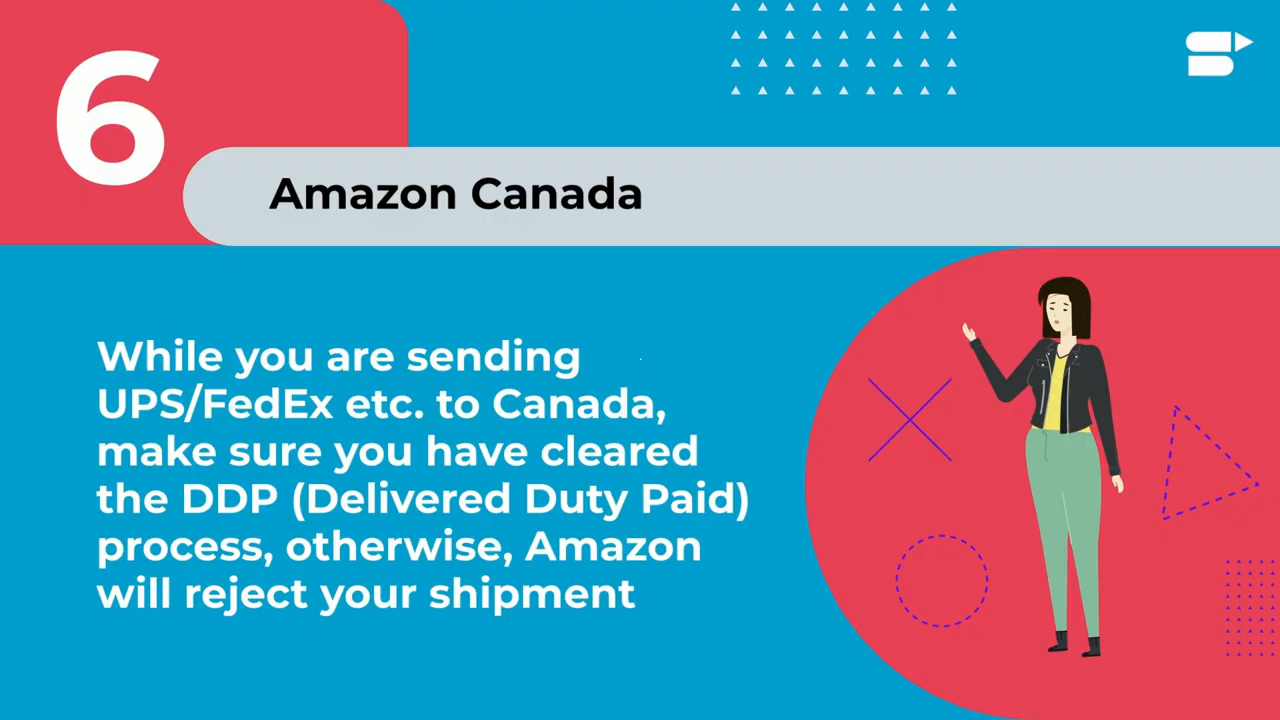 6
Amazon Canada
While you are sending
UPS/FedEx etc. to Canada,
make sure you have cleared
the DDP (Delivered Duty Paid)
process, otherwise, Amazon
will reject your shipment